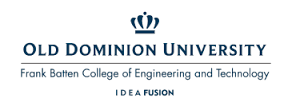 OLD DOMINION UNIVERSITY
Frank Batten College of Engineering and Technology
IDEA FUSION